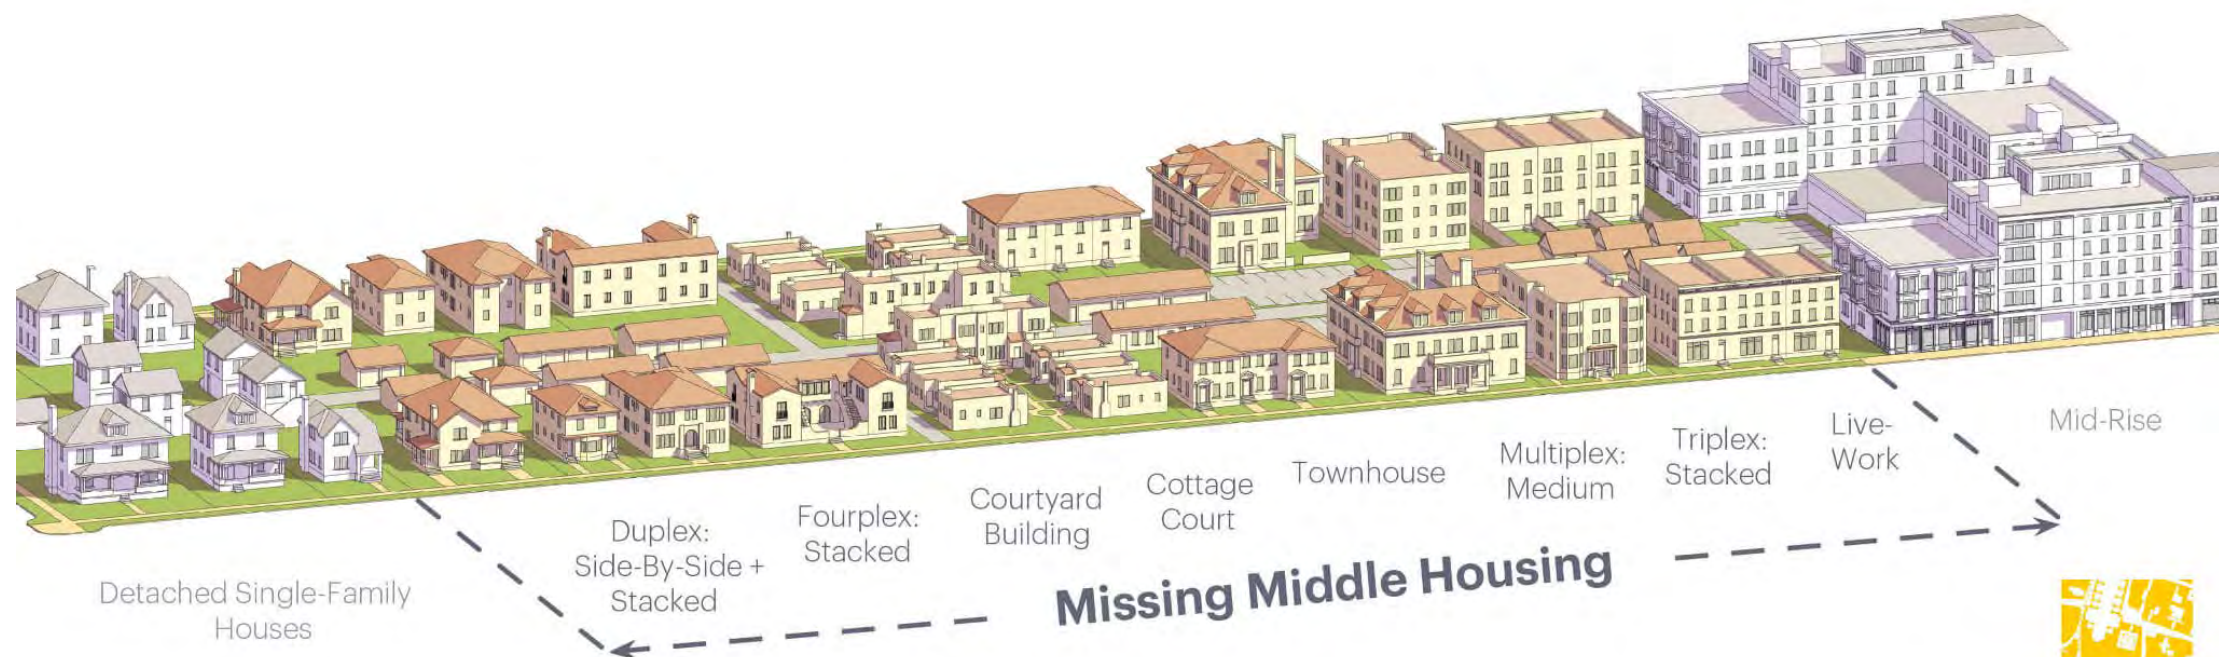 Detached Single-Family
Houses
Duplex:
Side-By-Side +
Stacked
Fourplex:
Stacked
Courtyard
Building
Cottage
Court
Townhouse
Multiplex:
Medium
Triplex:
Stacked
Live-
Work
Mid-Rise
Missing Middle Housing